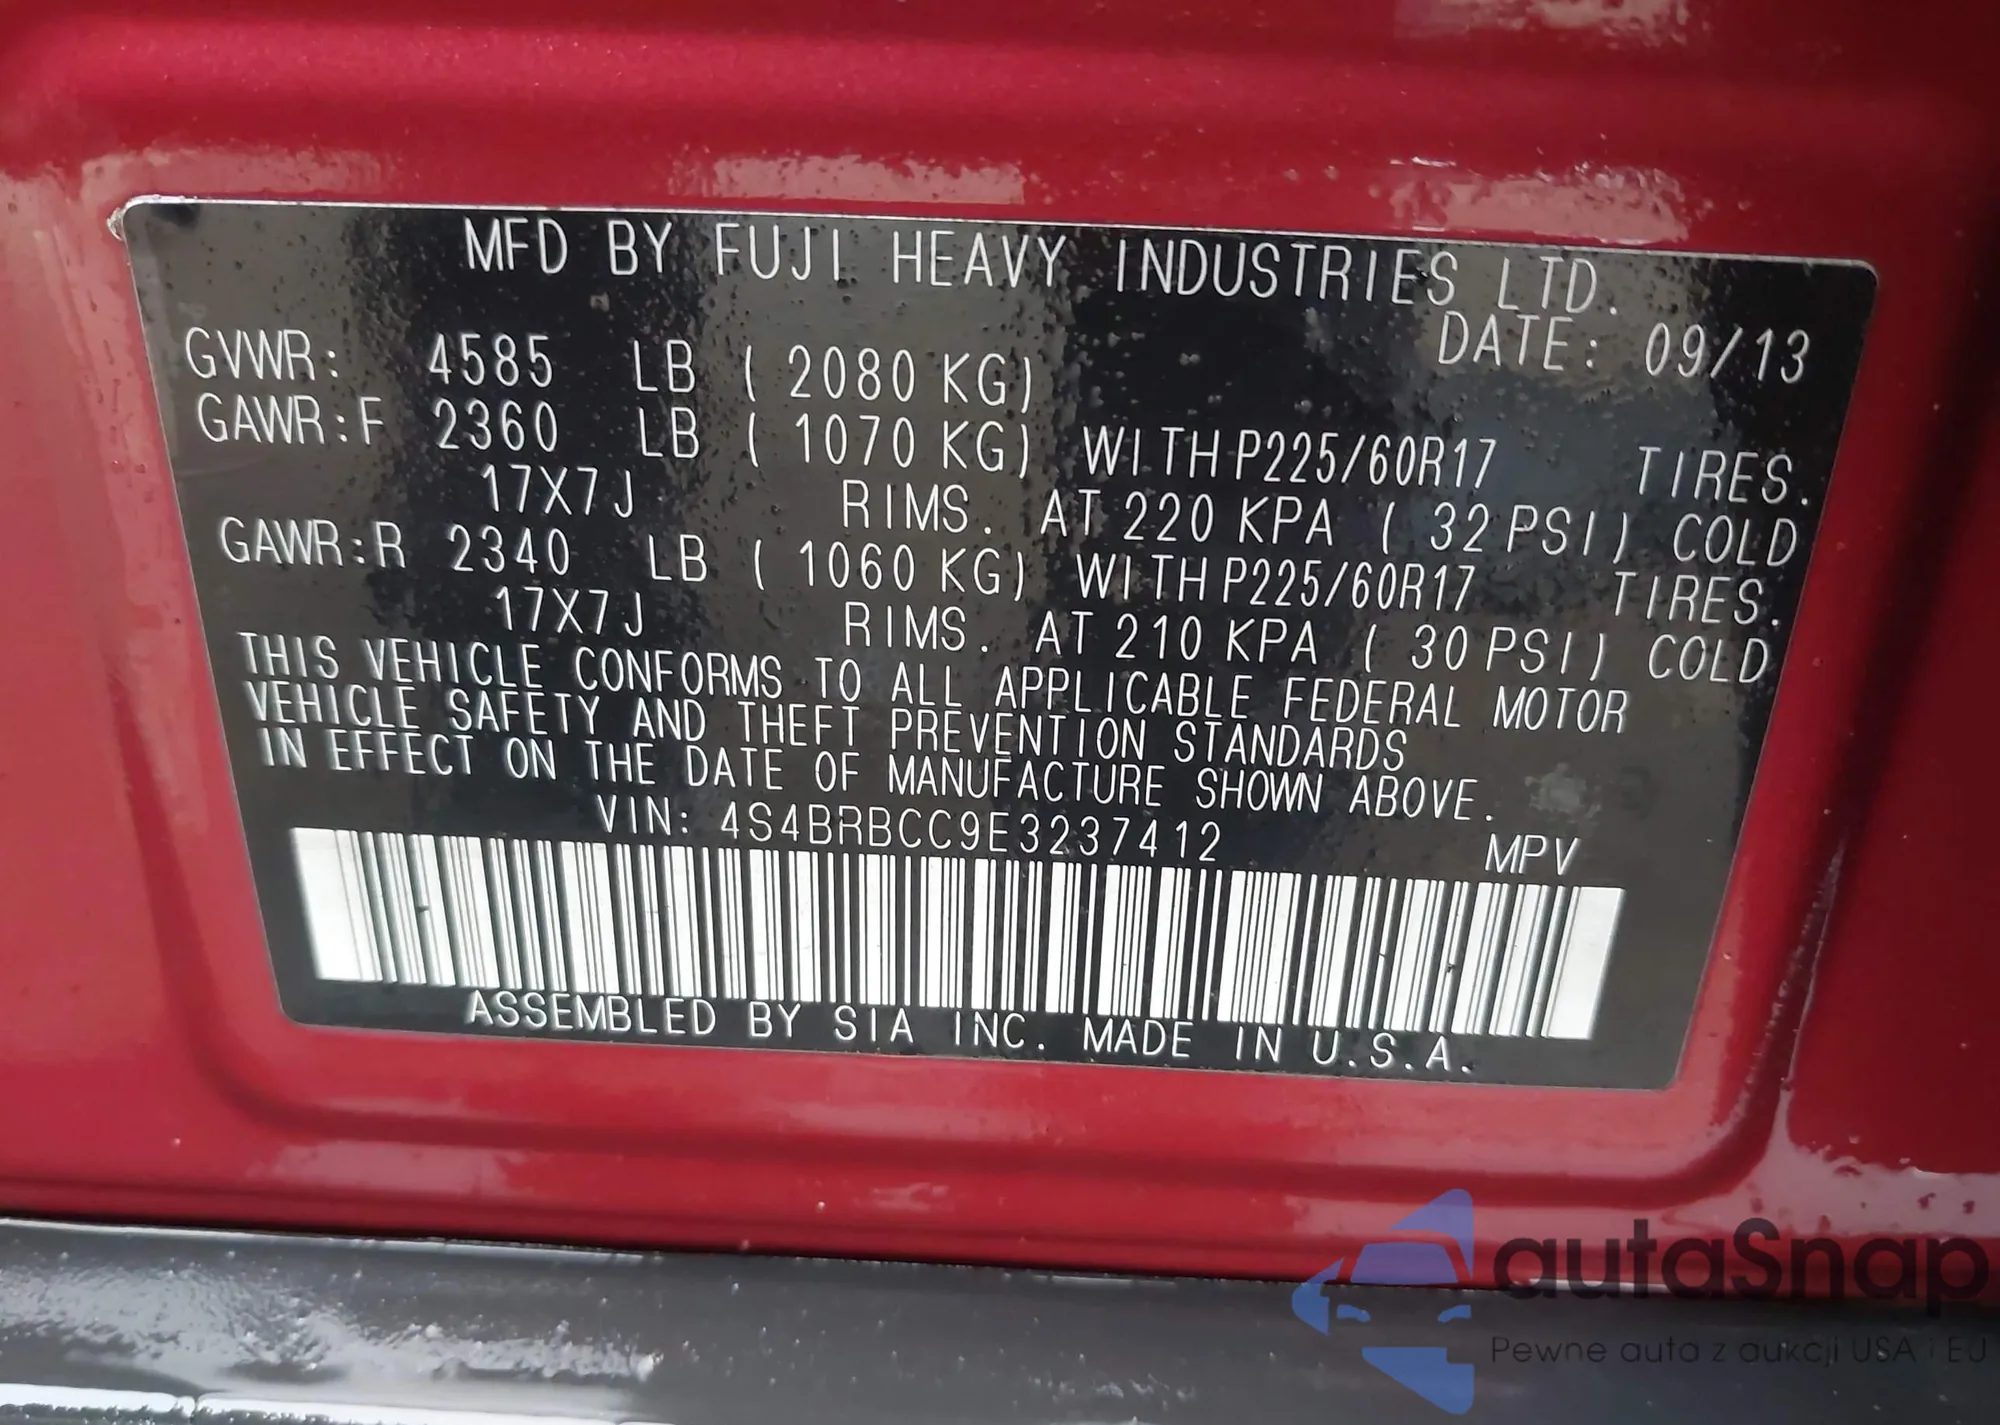 MFD BY FUJI HEAVY INDUSTRIES LTD.
DATE: 09/13
GVWR: 4585 LB ( 2080 KG)
GAWR:F 2360 LB ( 1070 KG) WITH P225/60R17 TIRES.
17X7J RIMS. AT 220 KPA ( 32 PSI) COLD
GAWR:R 2340 LB ( 1060 KG) WITH P225/60R17 TIRES.
17X7J RIMS. AT 210 KPA ( 30 PSI) COLD
THIS VEHICLE CONFORMS TO ALL APPLICABLE FEDERAL MOTOR
VEHICLE SAFETY AND THEFT PREVENTION STANDARDS
IN EFFECT ON THE DATE OF MANUFACTURE SHOWN ABOVE.
VIN: 4S4BRBCC9E3237412 MPV
ASSEMBLED BY SIA INC. MADE IN U.S.A.
autaSnap
Pewne auta z aukcji USA i EU